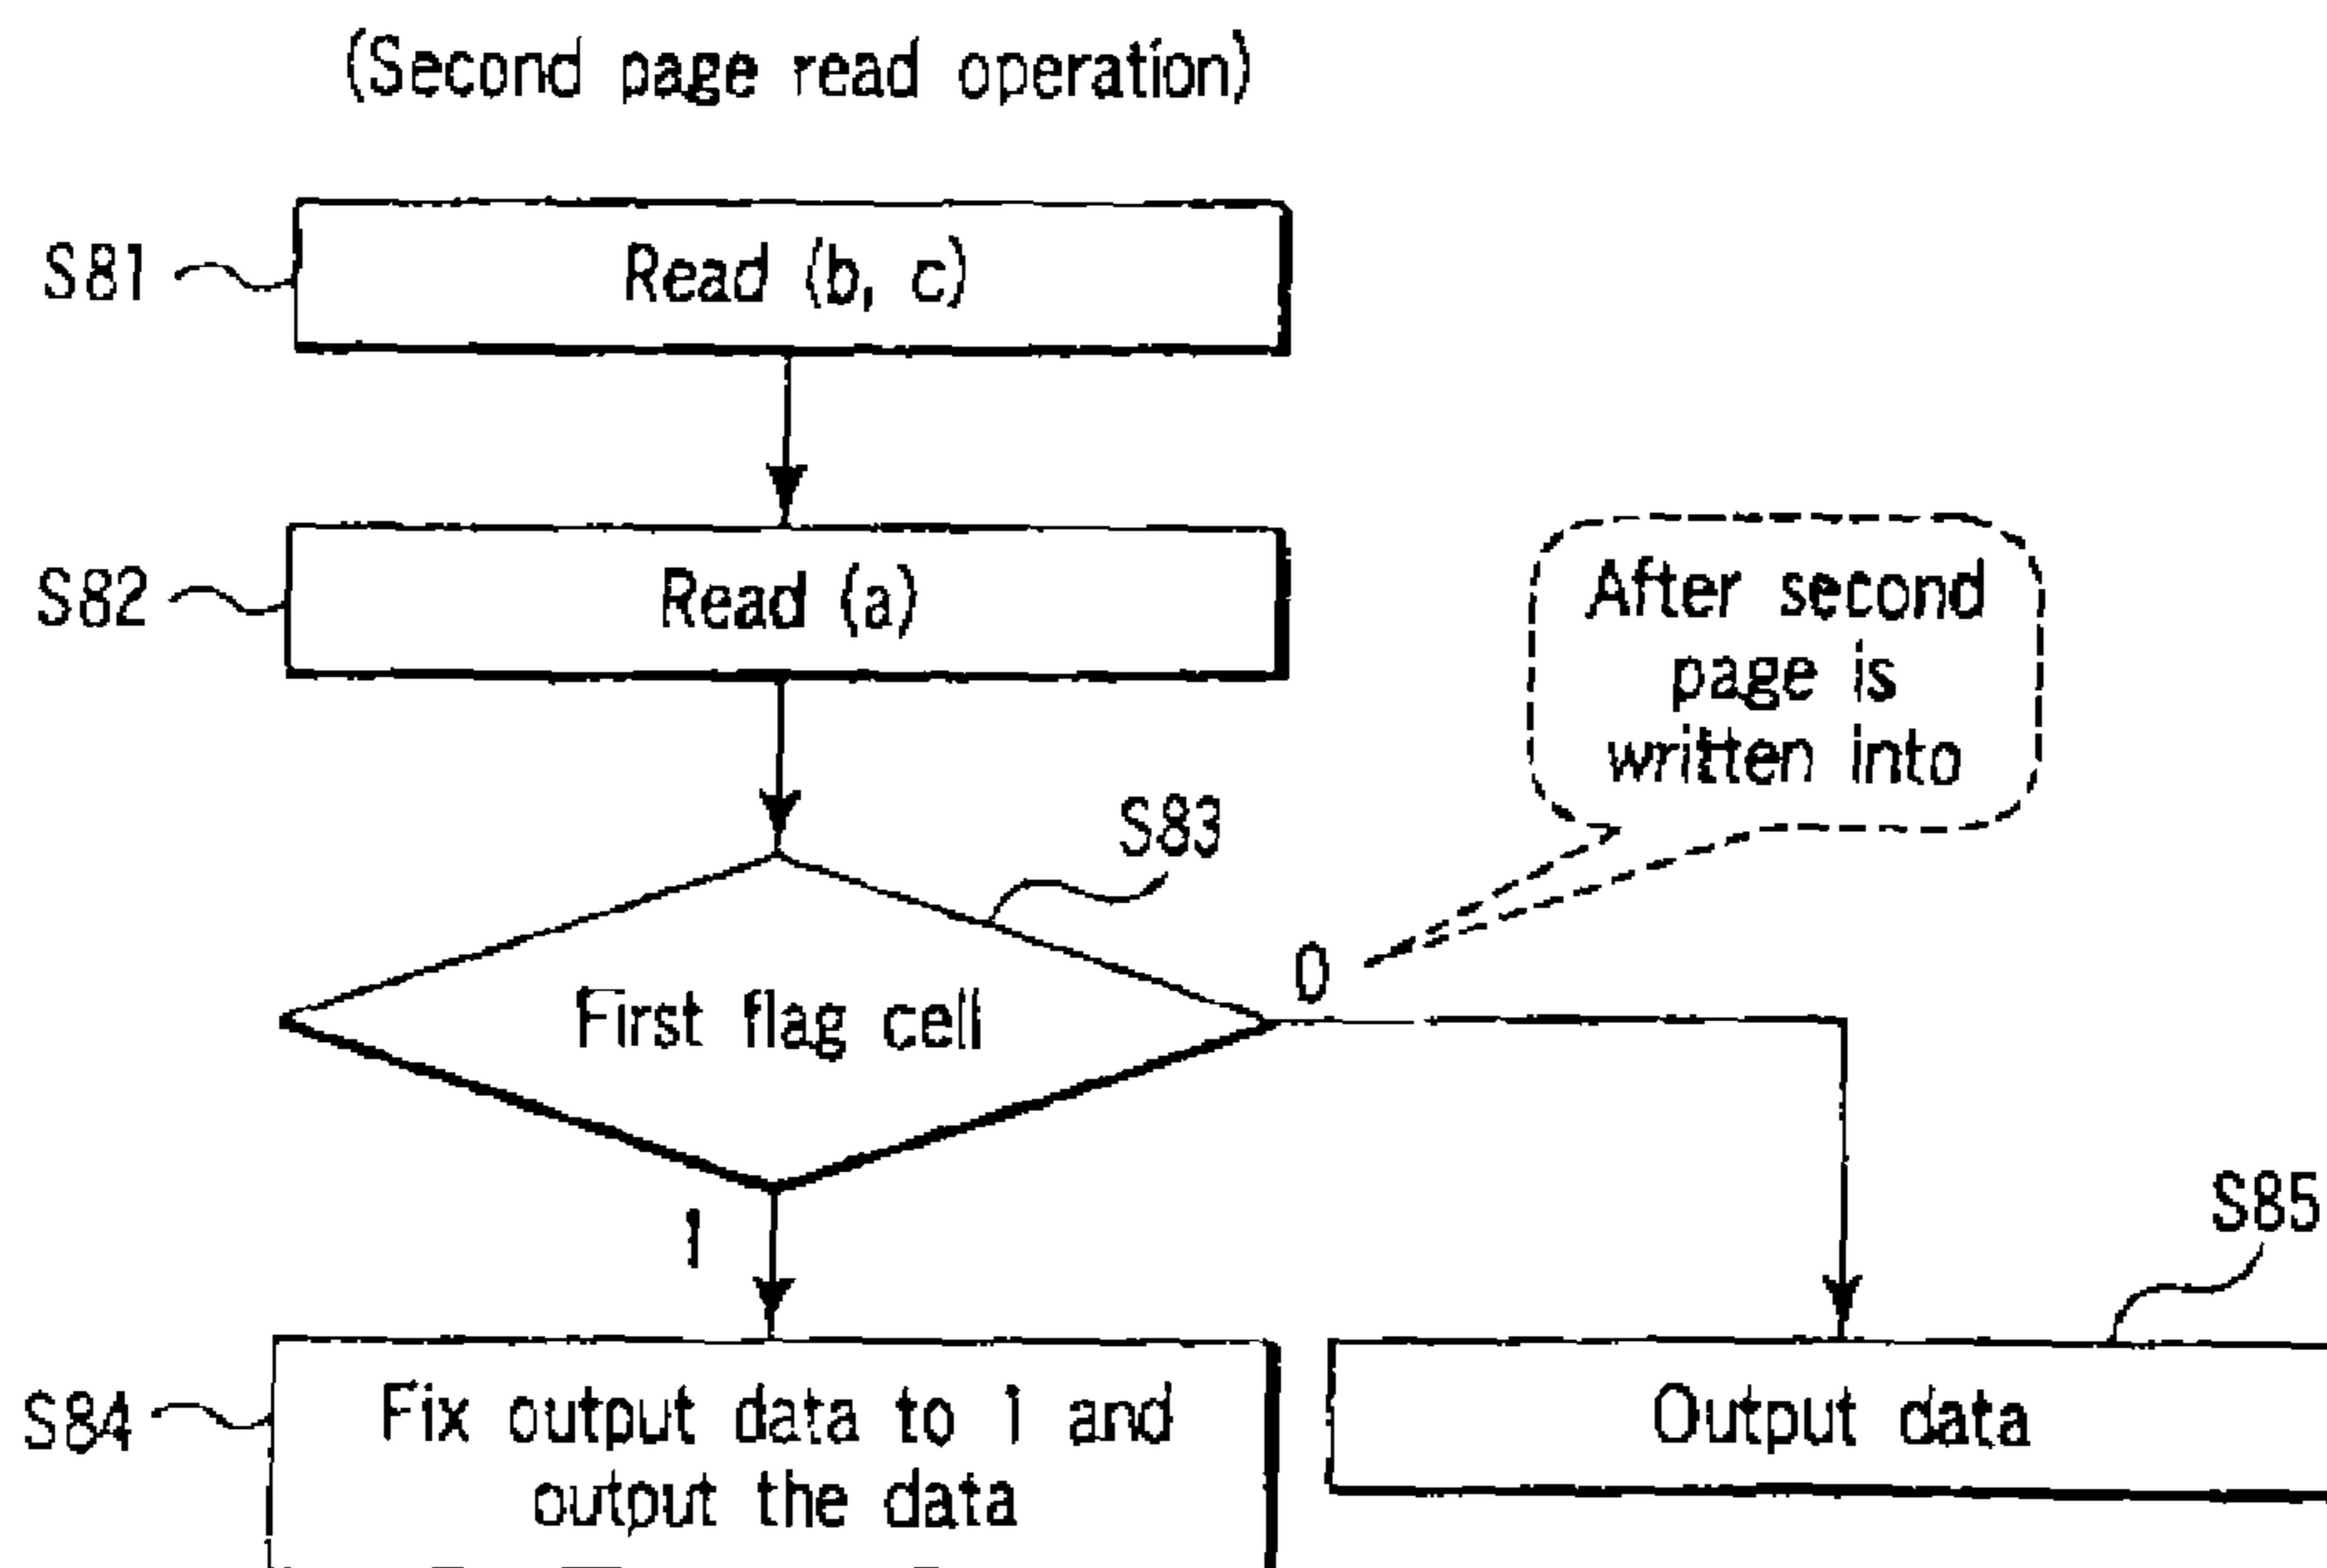 (Second page read operation)
S81
Read (b, c)
S82
Read (a)
After second
page is
written into
S83
0
First flag cell
1
S85
S84
Fix output data to 1 and
output the data
Output data